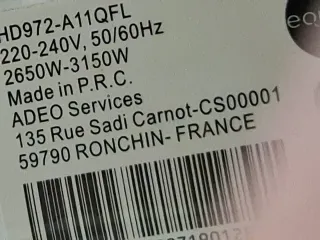 HD972-A11QFL
220-240V, 50/60Hz
2650W-3150W
Made in P.R.C.
ADEO Services
135 Rue Sadi Carnot-CS00001
59790 RONCHIN- FRANCE